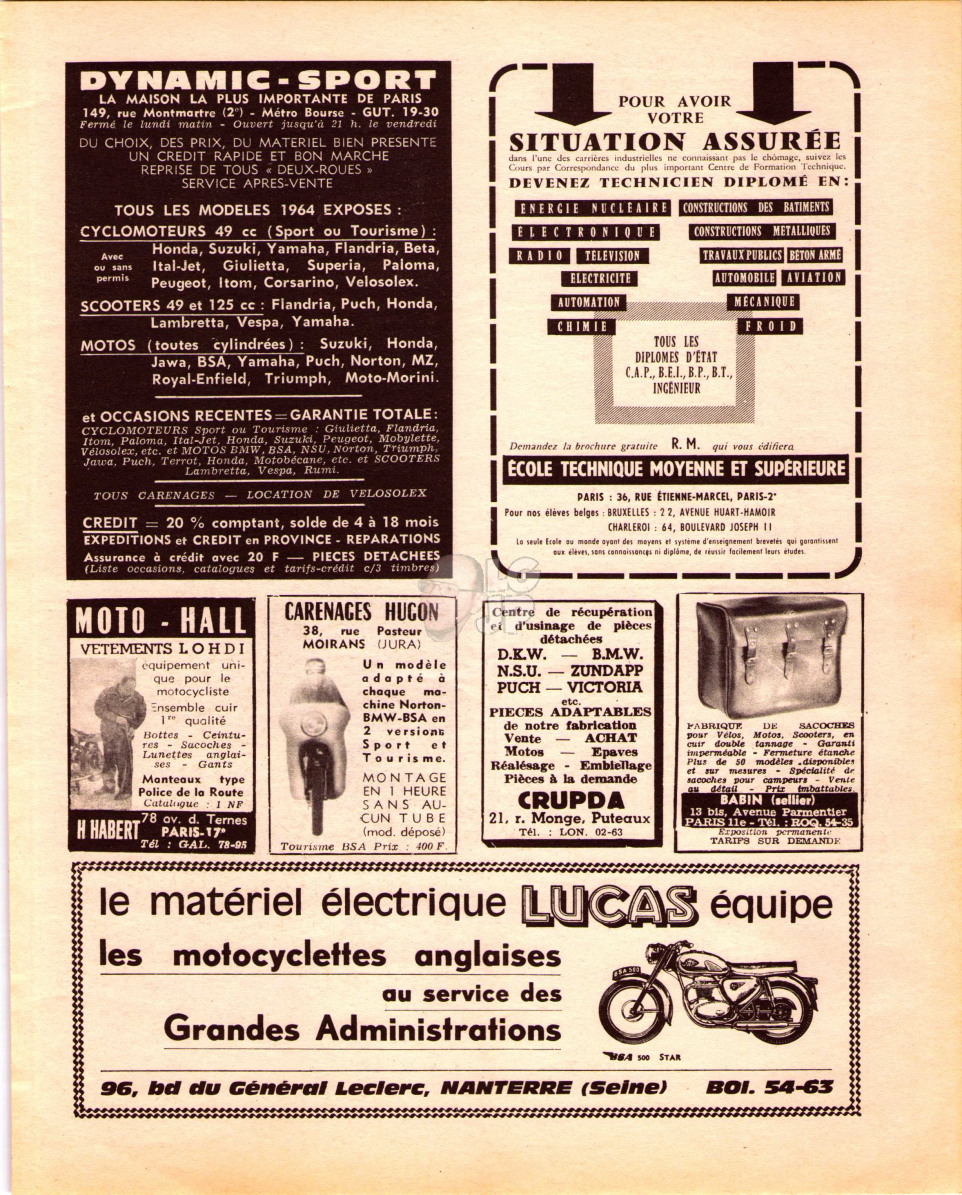 DYNAMIC-SPORT
LA MAISON LA PLUS IMPORTANTE DE PARIS
149, rue Montmartre (2e) - Métro Bourse - GUT. 19-30
Fermé le lundi matin - Ouvert jusqu'à 21 h. le vendredi
DU CHOIX, DES PRIX, DU MATERIEL BIEN PRESENTE
UN CREDIT RAPIDE ET BON MARCHE
REPRISE DE TOUS « DEUX-ROUES »
SERVICE APRES-VENTE
TOUS LES MODELES 1964 EXPOSES :
CYCLOMOTEURS 49 cc (Sport ou Tourisme) :
Avec
ou sans
permis
Honda, Suzuki, Yamaha, Flandria, Beta,
Ital-Jet, Giulietta, Superia, Paloma,
Peugeot, Itom, Corsarino, Velosolex.
SCOOTERS 49 et 125 cc : Flandria, Puch, Honda,
Lambretta, Vespa, Yamaha.
MOTOS (toutes cylindrées) : Suzuki, Honda,
Jawa, BSA, Yamaha, Puch, Norton, MZ,
Royal-Enfield, Triumph, Moto-Morini.
et OCCASIONS RECENTES = GARANTIE TOTALE :
CYCLOMOTEURS Sport ou Tourisme : Giulietta, Flandria,
Itom, Paloma, Ital-Jet, Honda, Suzuki, Peugeot, Mobylette,
Vélosolex, etc. et MOTOS BMW, BSA, NSU, Norton, Triumph,
Jawa, Puch, Terrot, Honda, Motobécane, etc. et SCOOTERS
Lambretta, Vespa, Rumi.
TOUS CARENAGES — LOCATION DE VELOSOLEX
CREDIT = 20 % comptant, solde de 4 à 18 mois
EXPEDITIONS et CREDIT en PROVINCE - REPARATIONS
Assurance à crédit avec 20 F — PIECES DETACHEES
(Liste occasions, catalogues et tarifs-crédit c/3 timbres)
POUR AVOIR
VOTRE
SITUATION ASSURÉE
dans l'une des carrières industrielles ne connaissant pas le chômage, suivez les
Cours par Correspondance du plus important Centre de Formation Technique.
DEVENEZ TECHNICIEN DIPLOMÉ EN :
ENERGIE NUCLÉAIRE CONSTRUCTIONS DES BATIMENTS
ÉLECTRONIQUE CONSTRUCTIONS METALLIQUES
RADIO TÉLEVISION TRAVAUX PUBLICS BÉTON ARMÉ
ELECTRICITE AUTOMOBILE AVIATION
AUTOMATION MÉCANIQUE
CHIMIE FROID
TOUS LES
DIPLOMES D'ÉTAT
C.A.P., B.E.I., B.P., B.T.,
INGÉNIEUR
Demandez la brochure gratuite R. M. qui vous édifiera
ÉCOLE TECHNIQUE MOYENNE ET SUPÉRIEURE
PARIS : 36, RUE ÉTIENNE-MARCEL, PARIS-2e
Pour nos élèves belges : BRUXELLES : 22, AVENUE HUART-HAMOIR
CHARLEROI : 64, BOULEVARD JOSEPH II
La seule Ecole au monde ayant des moyens et système d'enseignement brevetés qui garantissent
aux élèves, sans connaissances ni diplôme, de réussir facilement leurs études.
MOTO - HALL
VETEMENTS LOHDI
équipement uni-
que pour le
motocycliste
Ensemble cuir
1re qualité
Bottes - Ceintu-
res - Sacoches -
Lunettes anglai-
ses - Gants
Manteaux type
Police de la Route
Catalogue : 1 NF
H HABERT 78 av. d. Ternes
PARIS-17e
Tél : GAL. 78-95
CARENAGES HUGON
38, rue Pasteur
MOIRANS (JURA)
Un modèle
adapté à
chaque ma-
chine Norton-
BMW-BSA en
2 versions
Sport et
Tourisme.
MONTAGE
EN 1 HEURE
SANS AU-
CUN TUBE
(mod. déposé)
Tourisme BSA Prix : 400 F.
Centre de récupération
et d'usinage de pièces
détachées
D.K.W. — B.M.W.
N.S.U. — ZUNDAPP
PUCH — VICTORIA
etc.
PIECES ADAPTABLES
de notre fabrication
Vente — ACHAT
Motos — Epaves
Réalésage - Embiellage
Pièces à la demande
CRUPDA
21, r. Monge, Puteaux
Tél. : LON. 02-63
FABRIQUE DE SACOCHES
pour Vélos, Motos, Scooters, en
cuir double tannage - Garanti
imperméable - Fermeture étanche
Plus de 50 modèles disponibles
et sur mesures - Spécialité de
sacoches pour campeurs - Vente
au détail - Prix imbattables.
BABIN (sellier)
13 bis, Avenue Parmentier
PARIS 11e - Tél. : ROQ. 54-35
Exposition permanente
TARIFS SUR DEMANDE
le matériel électrique LUCAS équipe
les motocyclettes anglaises
au service des
Grandes Administrations
BSA 500
BSA 500 STAR
96, bd du Général Leclerc, NANTERRE (Seine) BOI. 54-63